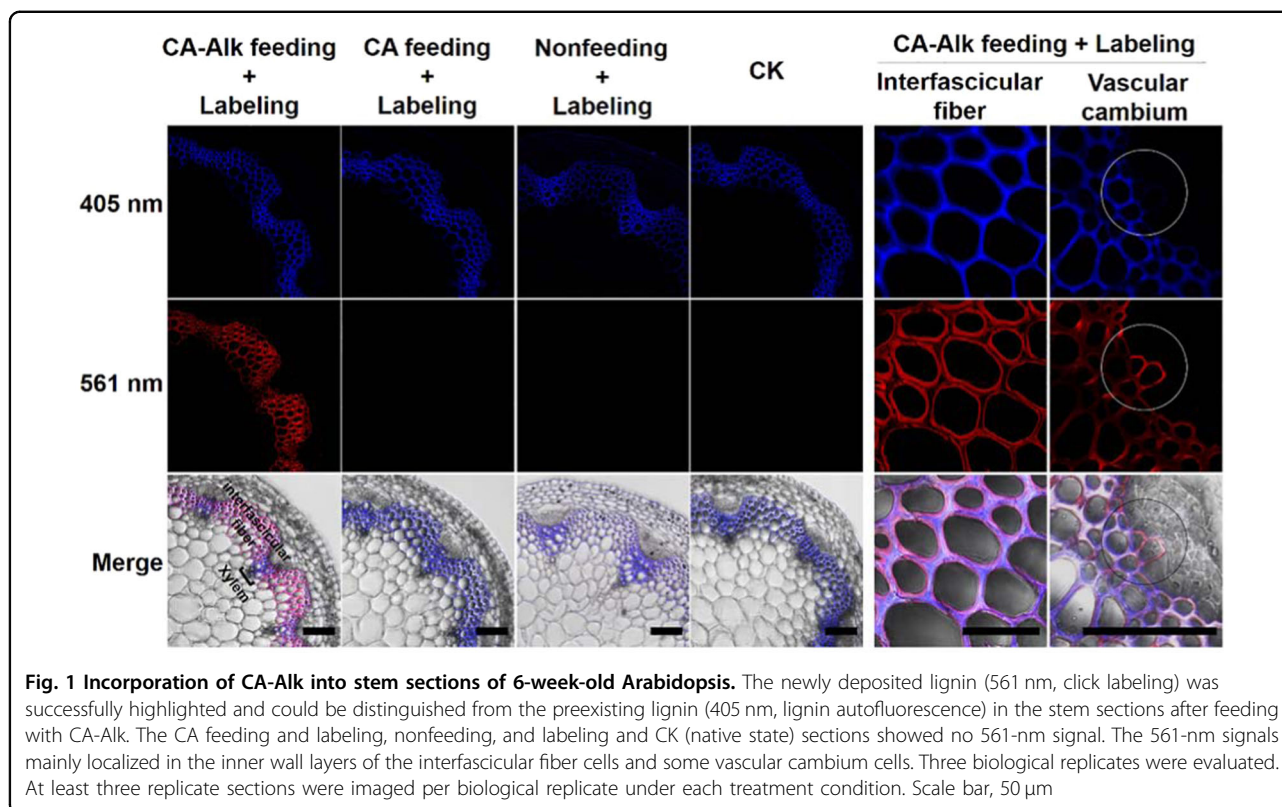 CA-Alk feeding
+
Labeling
CA feeding
+
Labeling
Nonfeeding
+
Labeling
CK
CA-Alk feeding + Labeling
Interfascicular
fiber
Vascular
cambium
405 nm
561 nm
Merge
interfascicular
fiber
Xylem
Fig. 1 Incorporation of CA-Alk into stem sections of 6-week-old Arabidopsis. The newly deposited lignin (561 nm, click labeling) was
successfully highlighted and could be distinguished from the preexisting lignin (405 nm, lignin autofluorescence) in the stem sections after feeding
with CA-Alk. The CA feeding and labeling, nonfeeding, and labeling and CK (native state) sections showed no 561-nm signal. The 561-nm signals
mainly localized in the inner wall layers of the interfascicular fiber cells and some vascular cambium cells. Three biological replicates were evaluated.
At least three replicate sections were imaged per biological replicate under each treatment condition. Scale bar, 50 μm